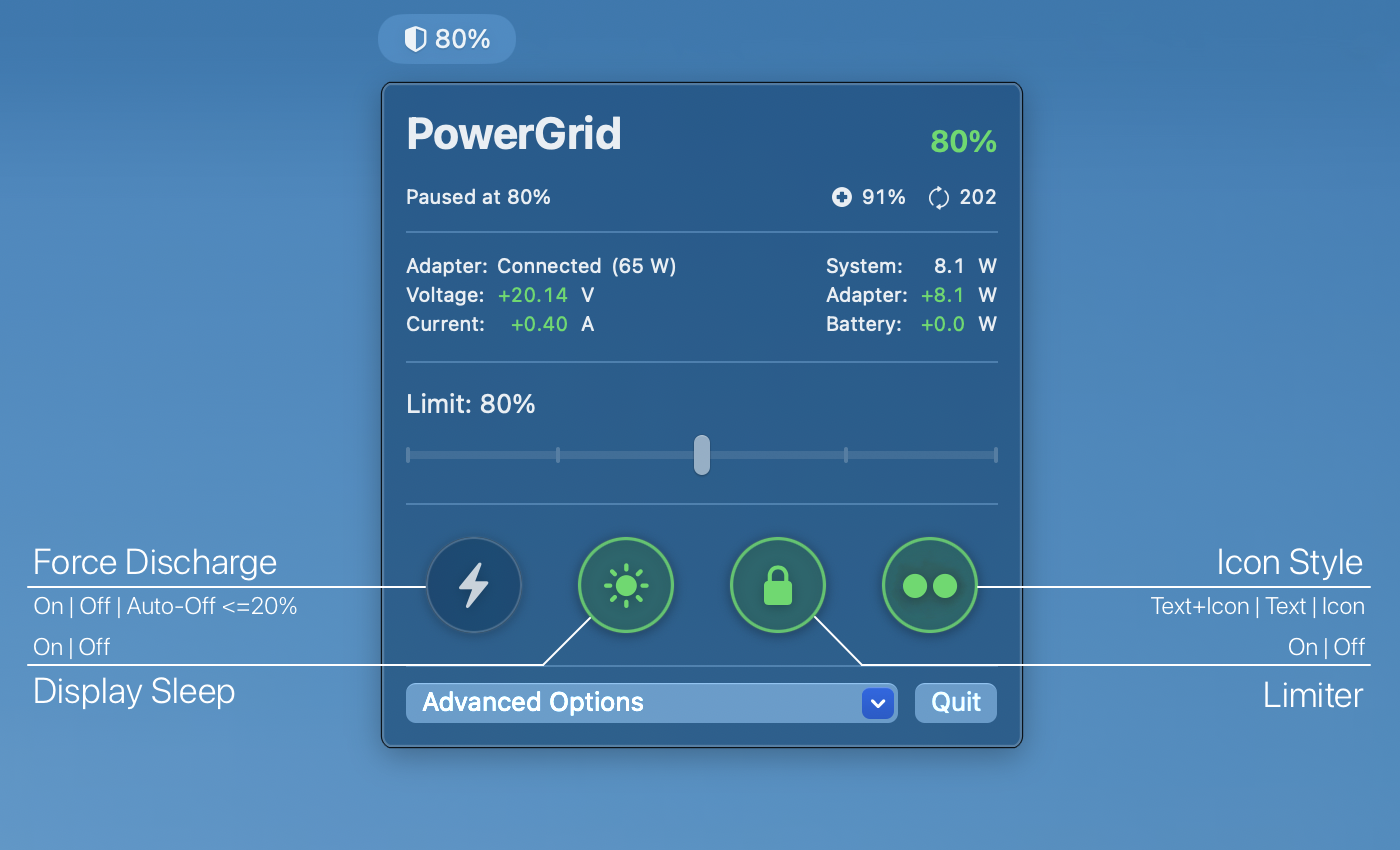 80%
PowerGrid
80%
Paused at 80%
91%
202
Adapter: Connected (65 W)
System: 8.1 W
Voltage: +20.14 V
Adapter: +8.1 W
Current: +0.40 A
Battery: +0.0 W
Limit: 80%
Force Discharge
On | Off | Auto-Off <=20%
On | Off
Display Sleep
Icon Style
Text+Icon | Text | Icon
On | Off
Limiter
Advanced Options
Quit